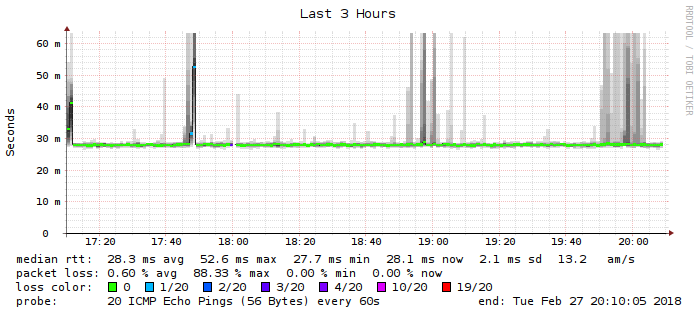 Last 3 Hours
RRDTOOL / TOBI OETIKER
Seconds
60 m
50 m
40 m
30 m
20 m
10 m
0
17:20 17:40 18:00 18:20 18:40 19:00 19:20 19:40 20:00
median rtt: 28.3 ms avg 52.6 ms max 27.7 ms min 28.1 ms now 2.1 ms sd 13.2 am/s
packet loss: 0.60 % avg 88.33 % max 0.00 % min 0.00 % now
loss color: 0 1/20 2/20 3/20 4/20 10/20 19/20
probe: 20 ICMP Echo Pings (56 Bytes) every 60s end: Tue Feb 27 20:10:05 2018